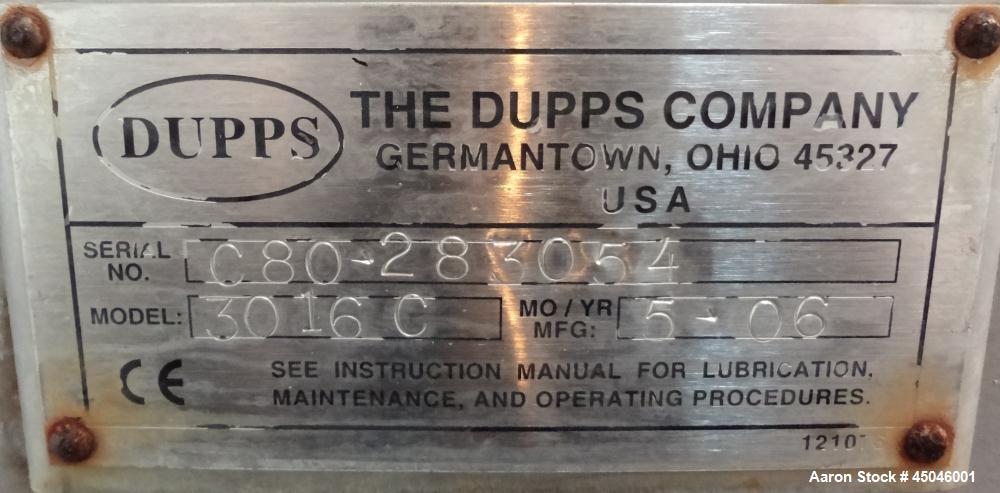 DUPPS
THE DUPPS COMPANY
GERMANTOWN, OHIO 45327
USA
SERIAL NO. C80-283054
MODEL: 3016 C MO / YR MFG: 5 - 06
CE
SEE INSTRUCTION MANUAL FOR LUBRICATION,
MAINTENANCE, AND OPERATING PROCEDURES.
Aaron Stock # 45046001